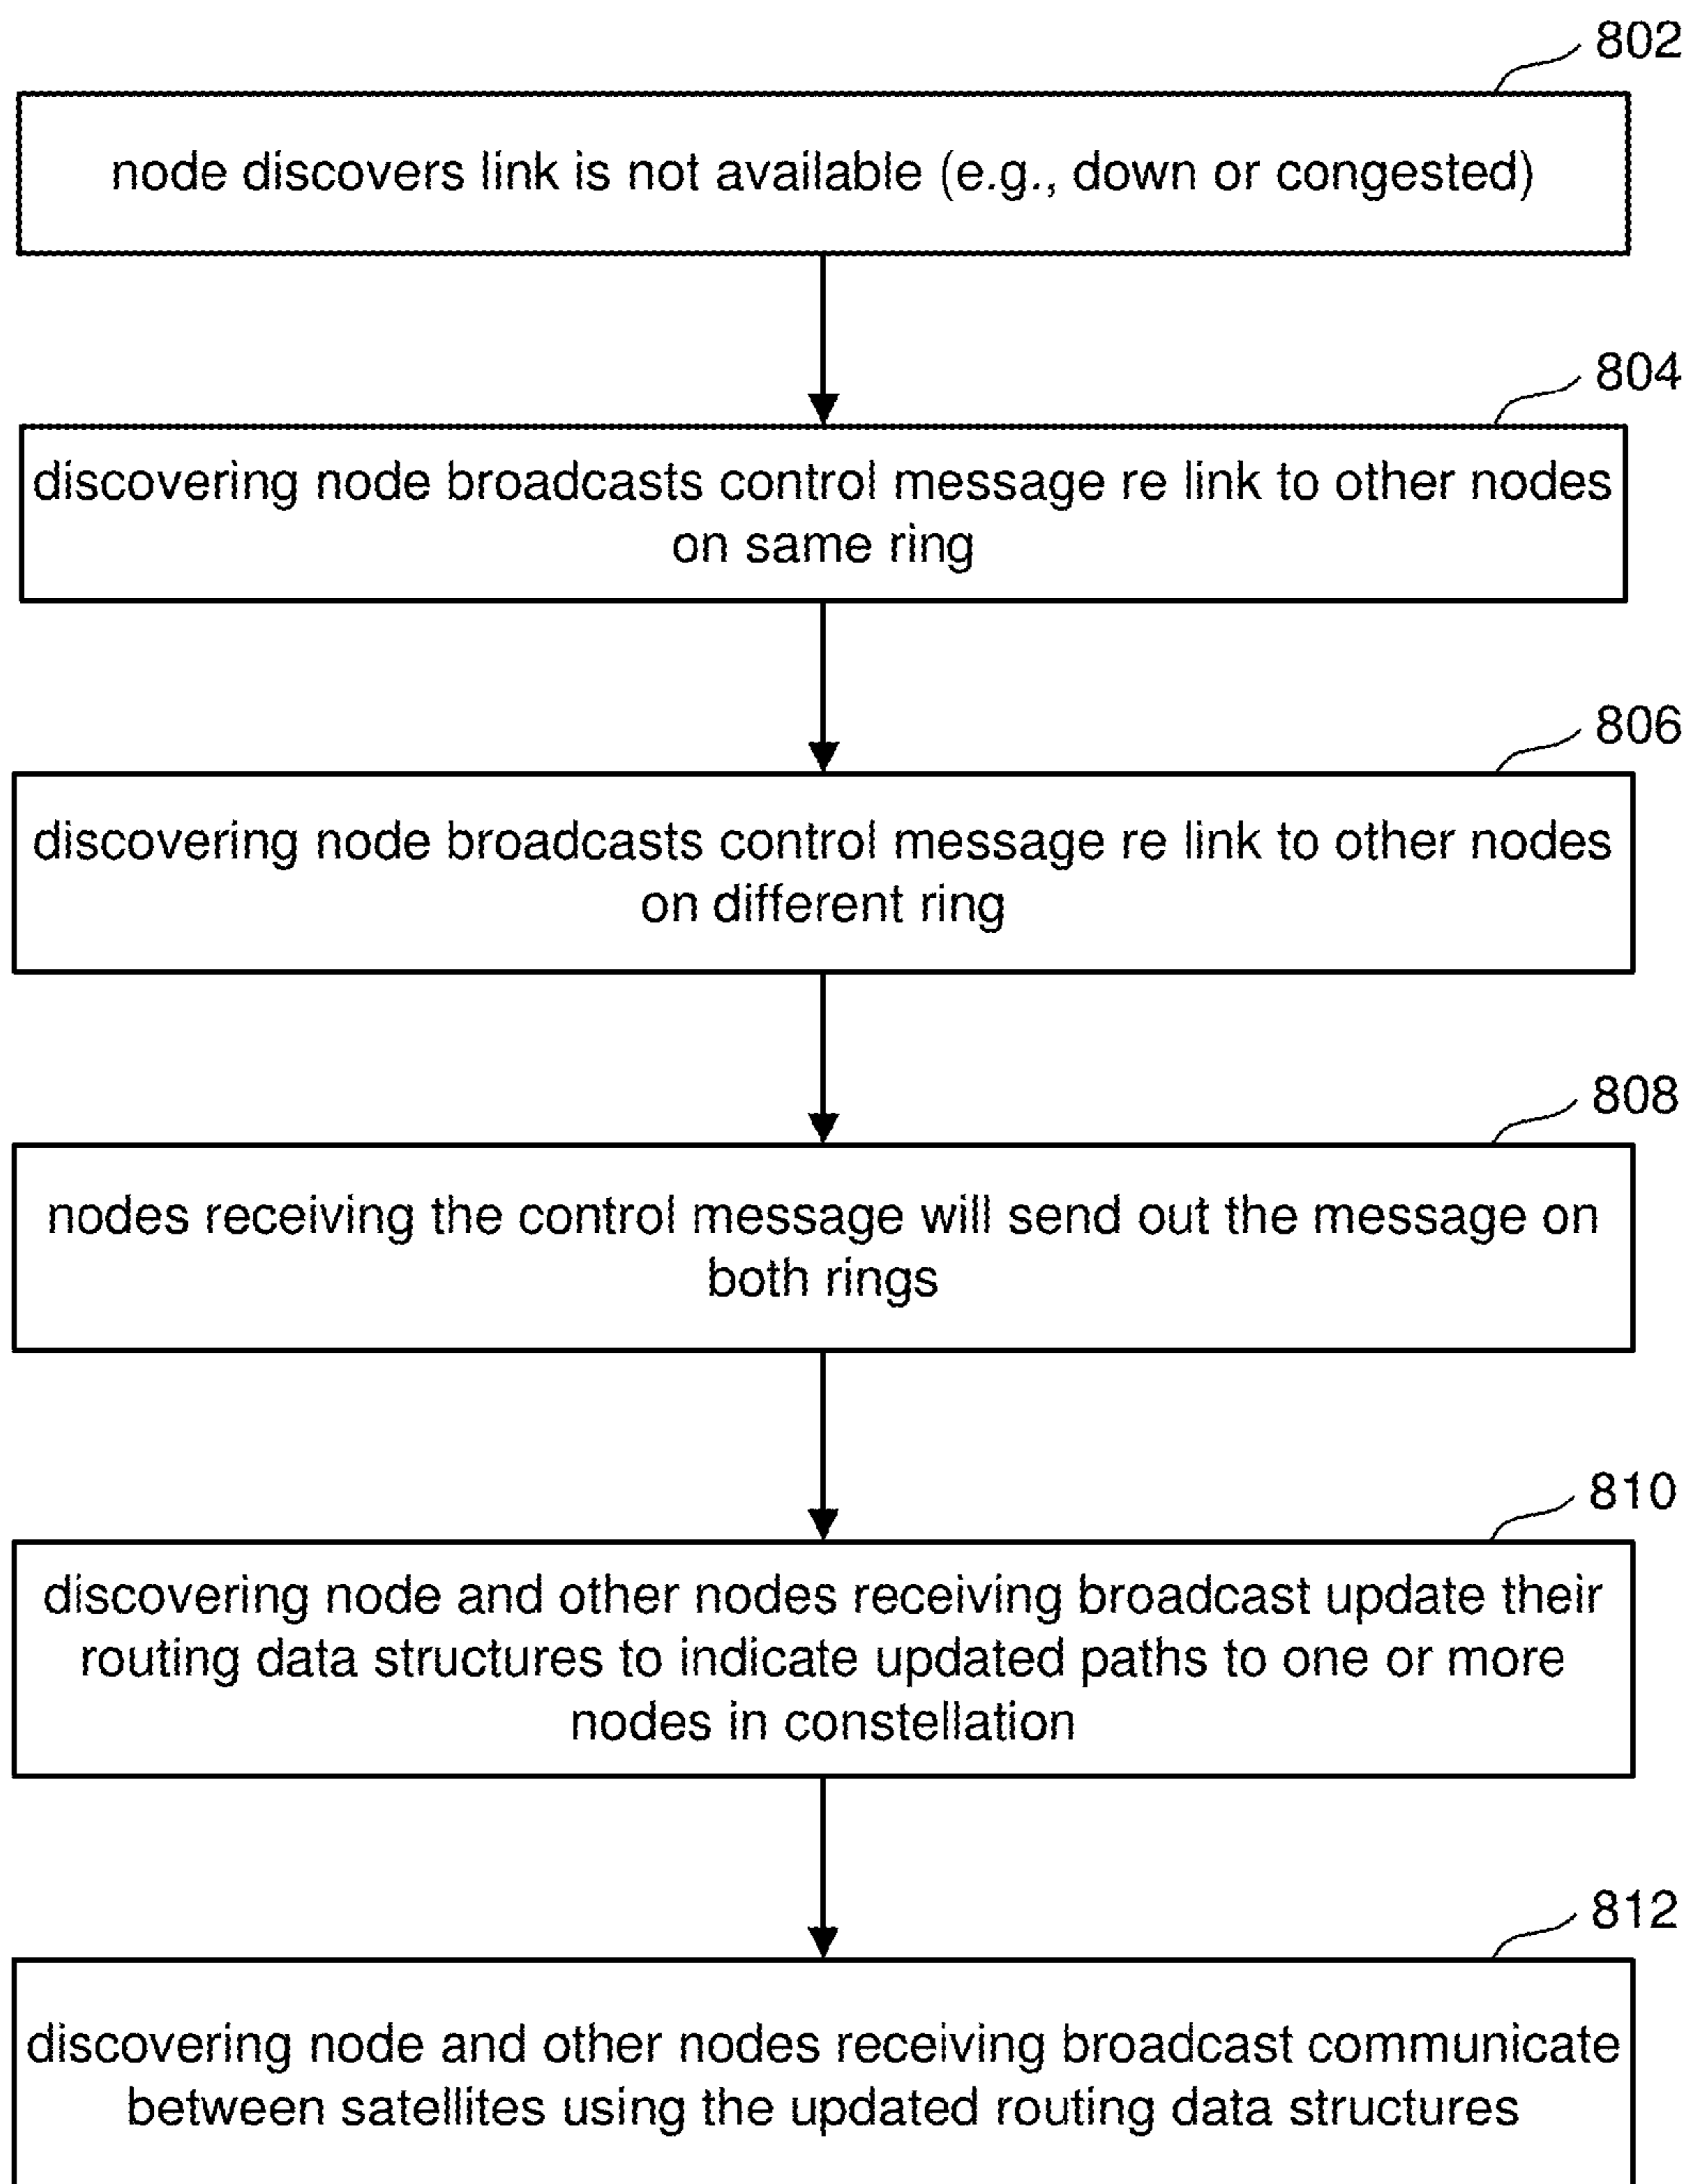 802
node discovers link is not available (e.g., down or congested)
804
discovering node broadcasts control message re link to other nodes
on same ring
806
discovering node broadcasts control message re link to other nodes
on different ring
808
nodes receiving the control message will send out the message on
both rings
810
discovering node and other nodes receiving broadcast update their
routing data structures to indicate updated paths to one or more
nodes in constellation
812
discovering node and other nodes receiving broadcast communicate
between satellites using the updated routing data structures